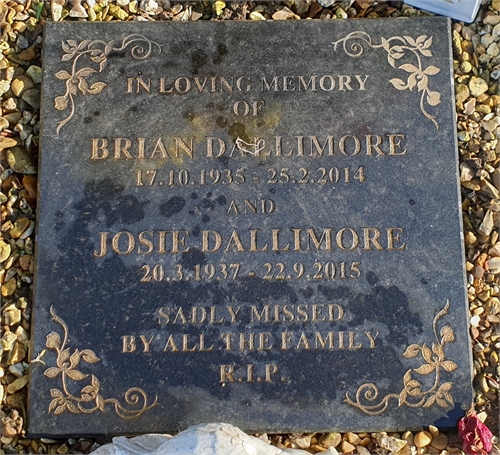 IN LOVING MEMORY
OF
BRIAN DALLIMORE
17.10.1935 - 25.2.2014
AND
JOSIE DALLIMORE
20.3.1937 - 22.9.2015
SADLY MISSED
BY ALL THE FAMILY
R.I.P.